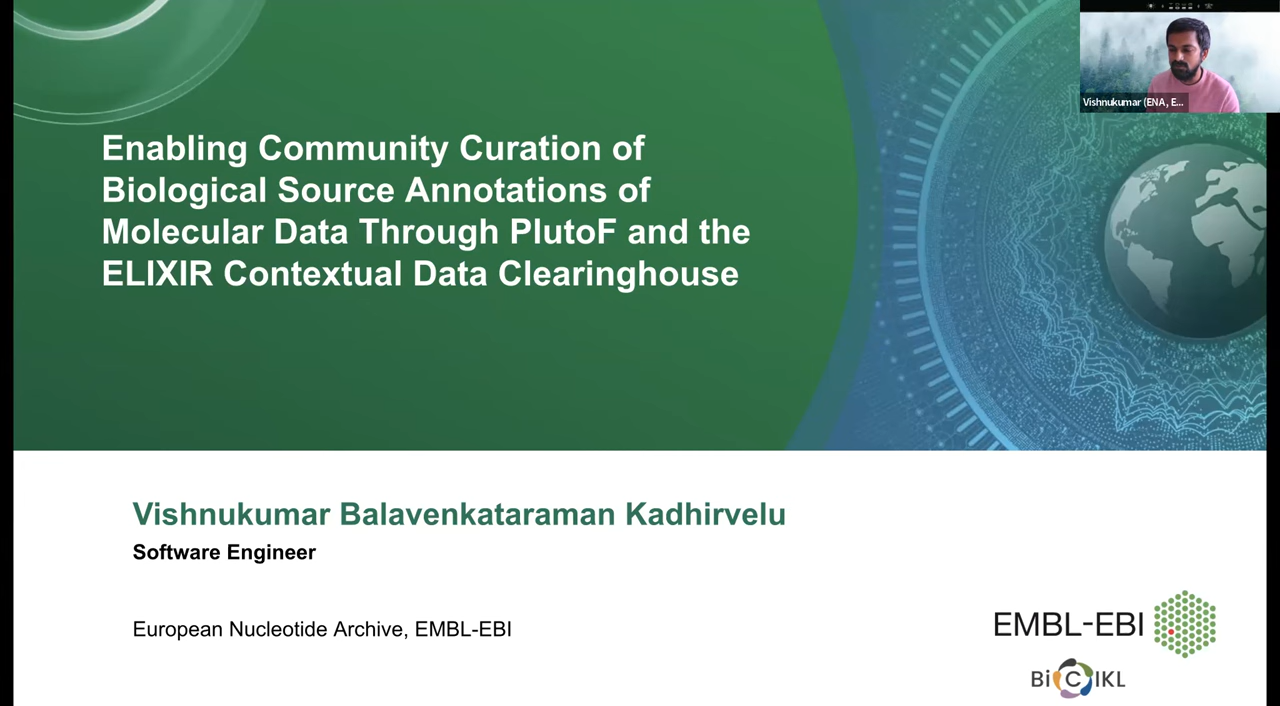 Enabling Community Curation of
Biological Source Annotations of
Molecular Data Through PlutoF and the
ELIXIR Contextual Data Clearinghouse
Vishnukumar (ENA, E...
Vishnukumar Balavenkataraman Kadhirvelu
Software Engineer
European Nucleotide Archive, EMBL-EBI
EMBL-EBI
BiCIKL